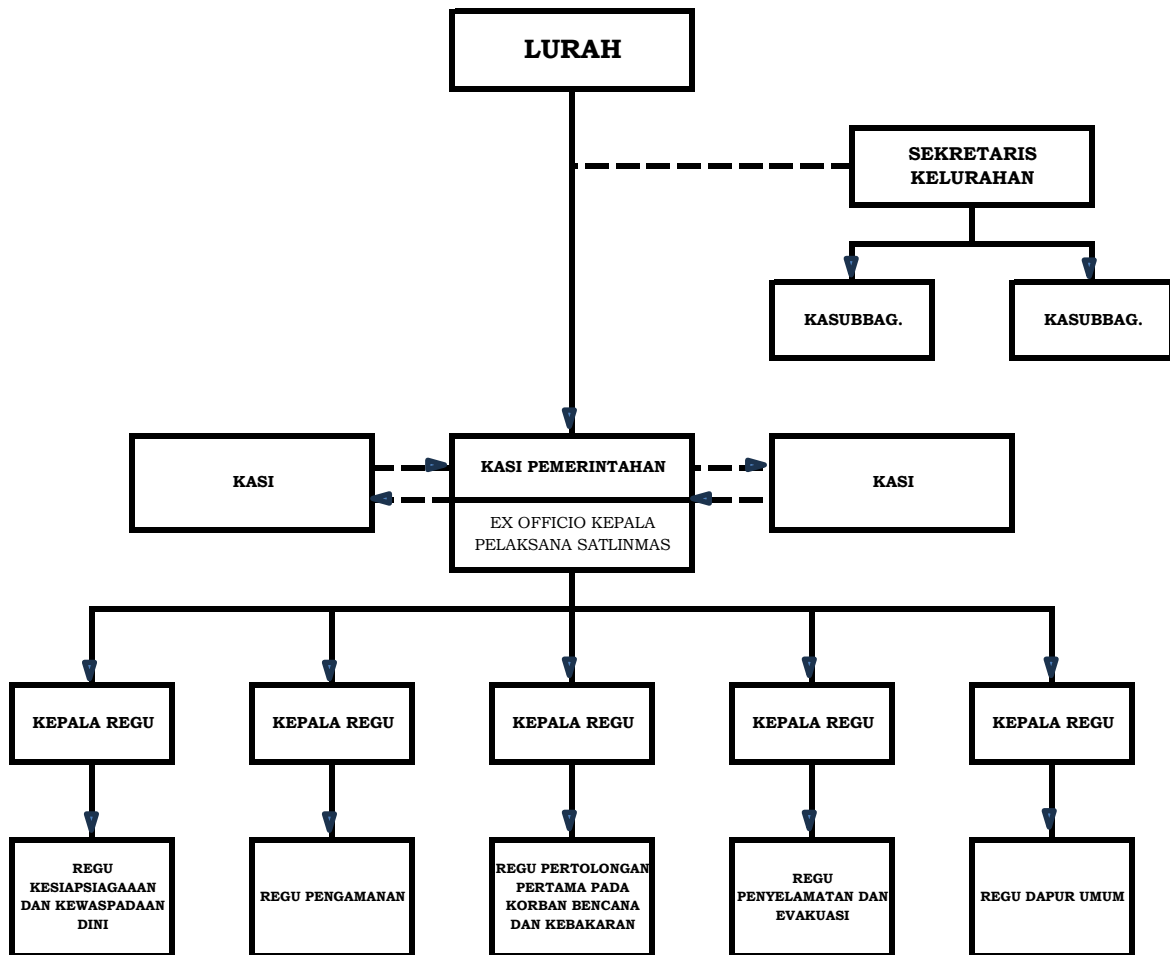 LURAH
SEKRETARIS
KELURAHAN
KASUBBAG.
KASUBBAG.
KASI
KASI PEMERINTAHAN
EX OFFICIO KEPALA
PELAKSANA SATLINMAS
KASI
KEPALA REGU
KEPALA REGU
KEPALA REGU
KEPALA REGU
KEPALA REGU
REGU
KESIAPSIAGAAAN
DAN KEWASPADAAN
DINI
REGU PENGAMANAN
REGU PERTOLONGAN
PERTAMA PADA
KORBAN BENCANA
DAN KEBAKARAN
REGU
PENYELAMATAN DAN
EVAKUASI
REGU DAPUR UMUM